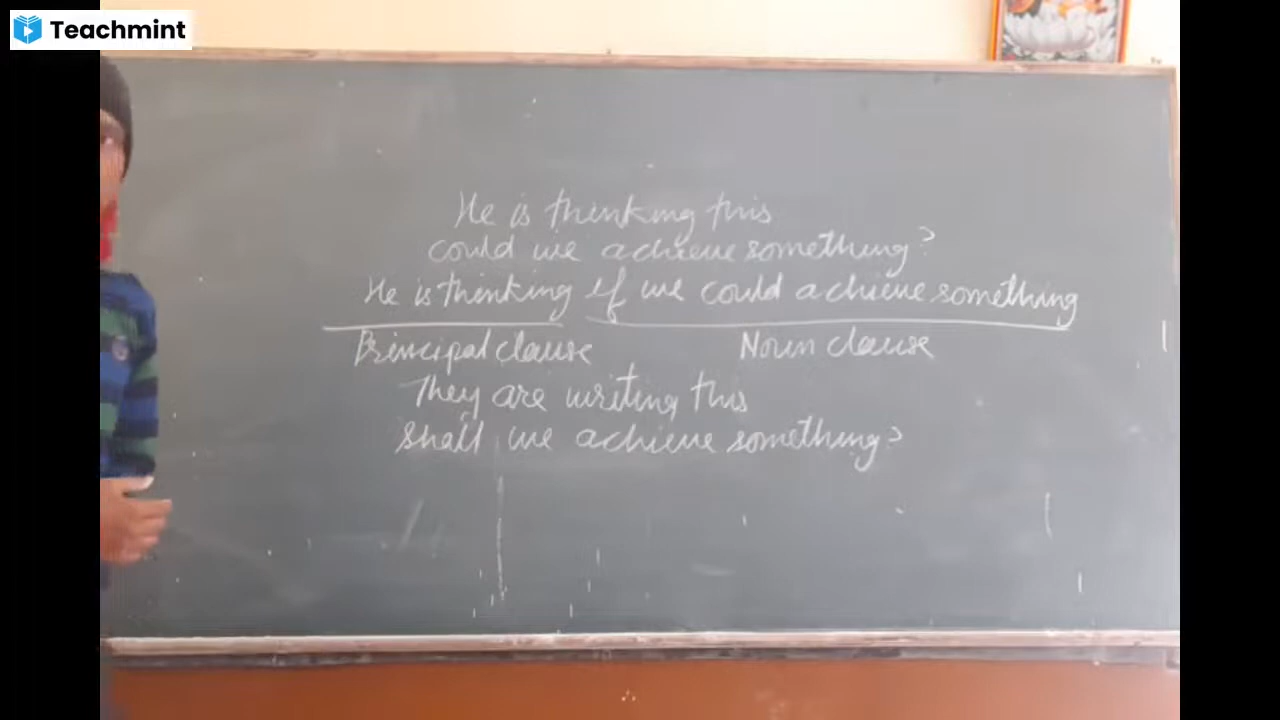 Teachmint
He is thinking this
could we achieve something?
He is thinking if we could achieve something
Principal clause Noun clause
They are writing this
Shall we achieve something?